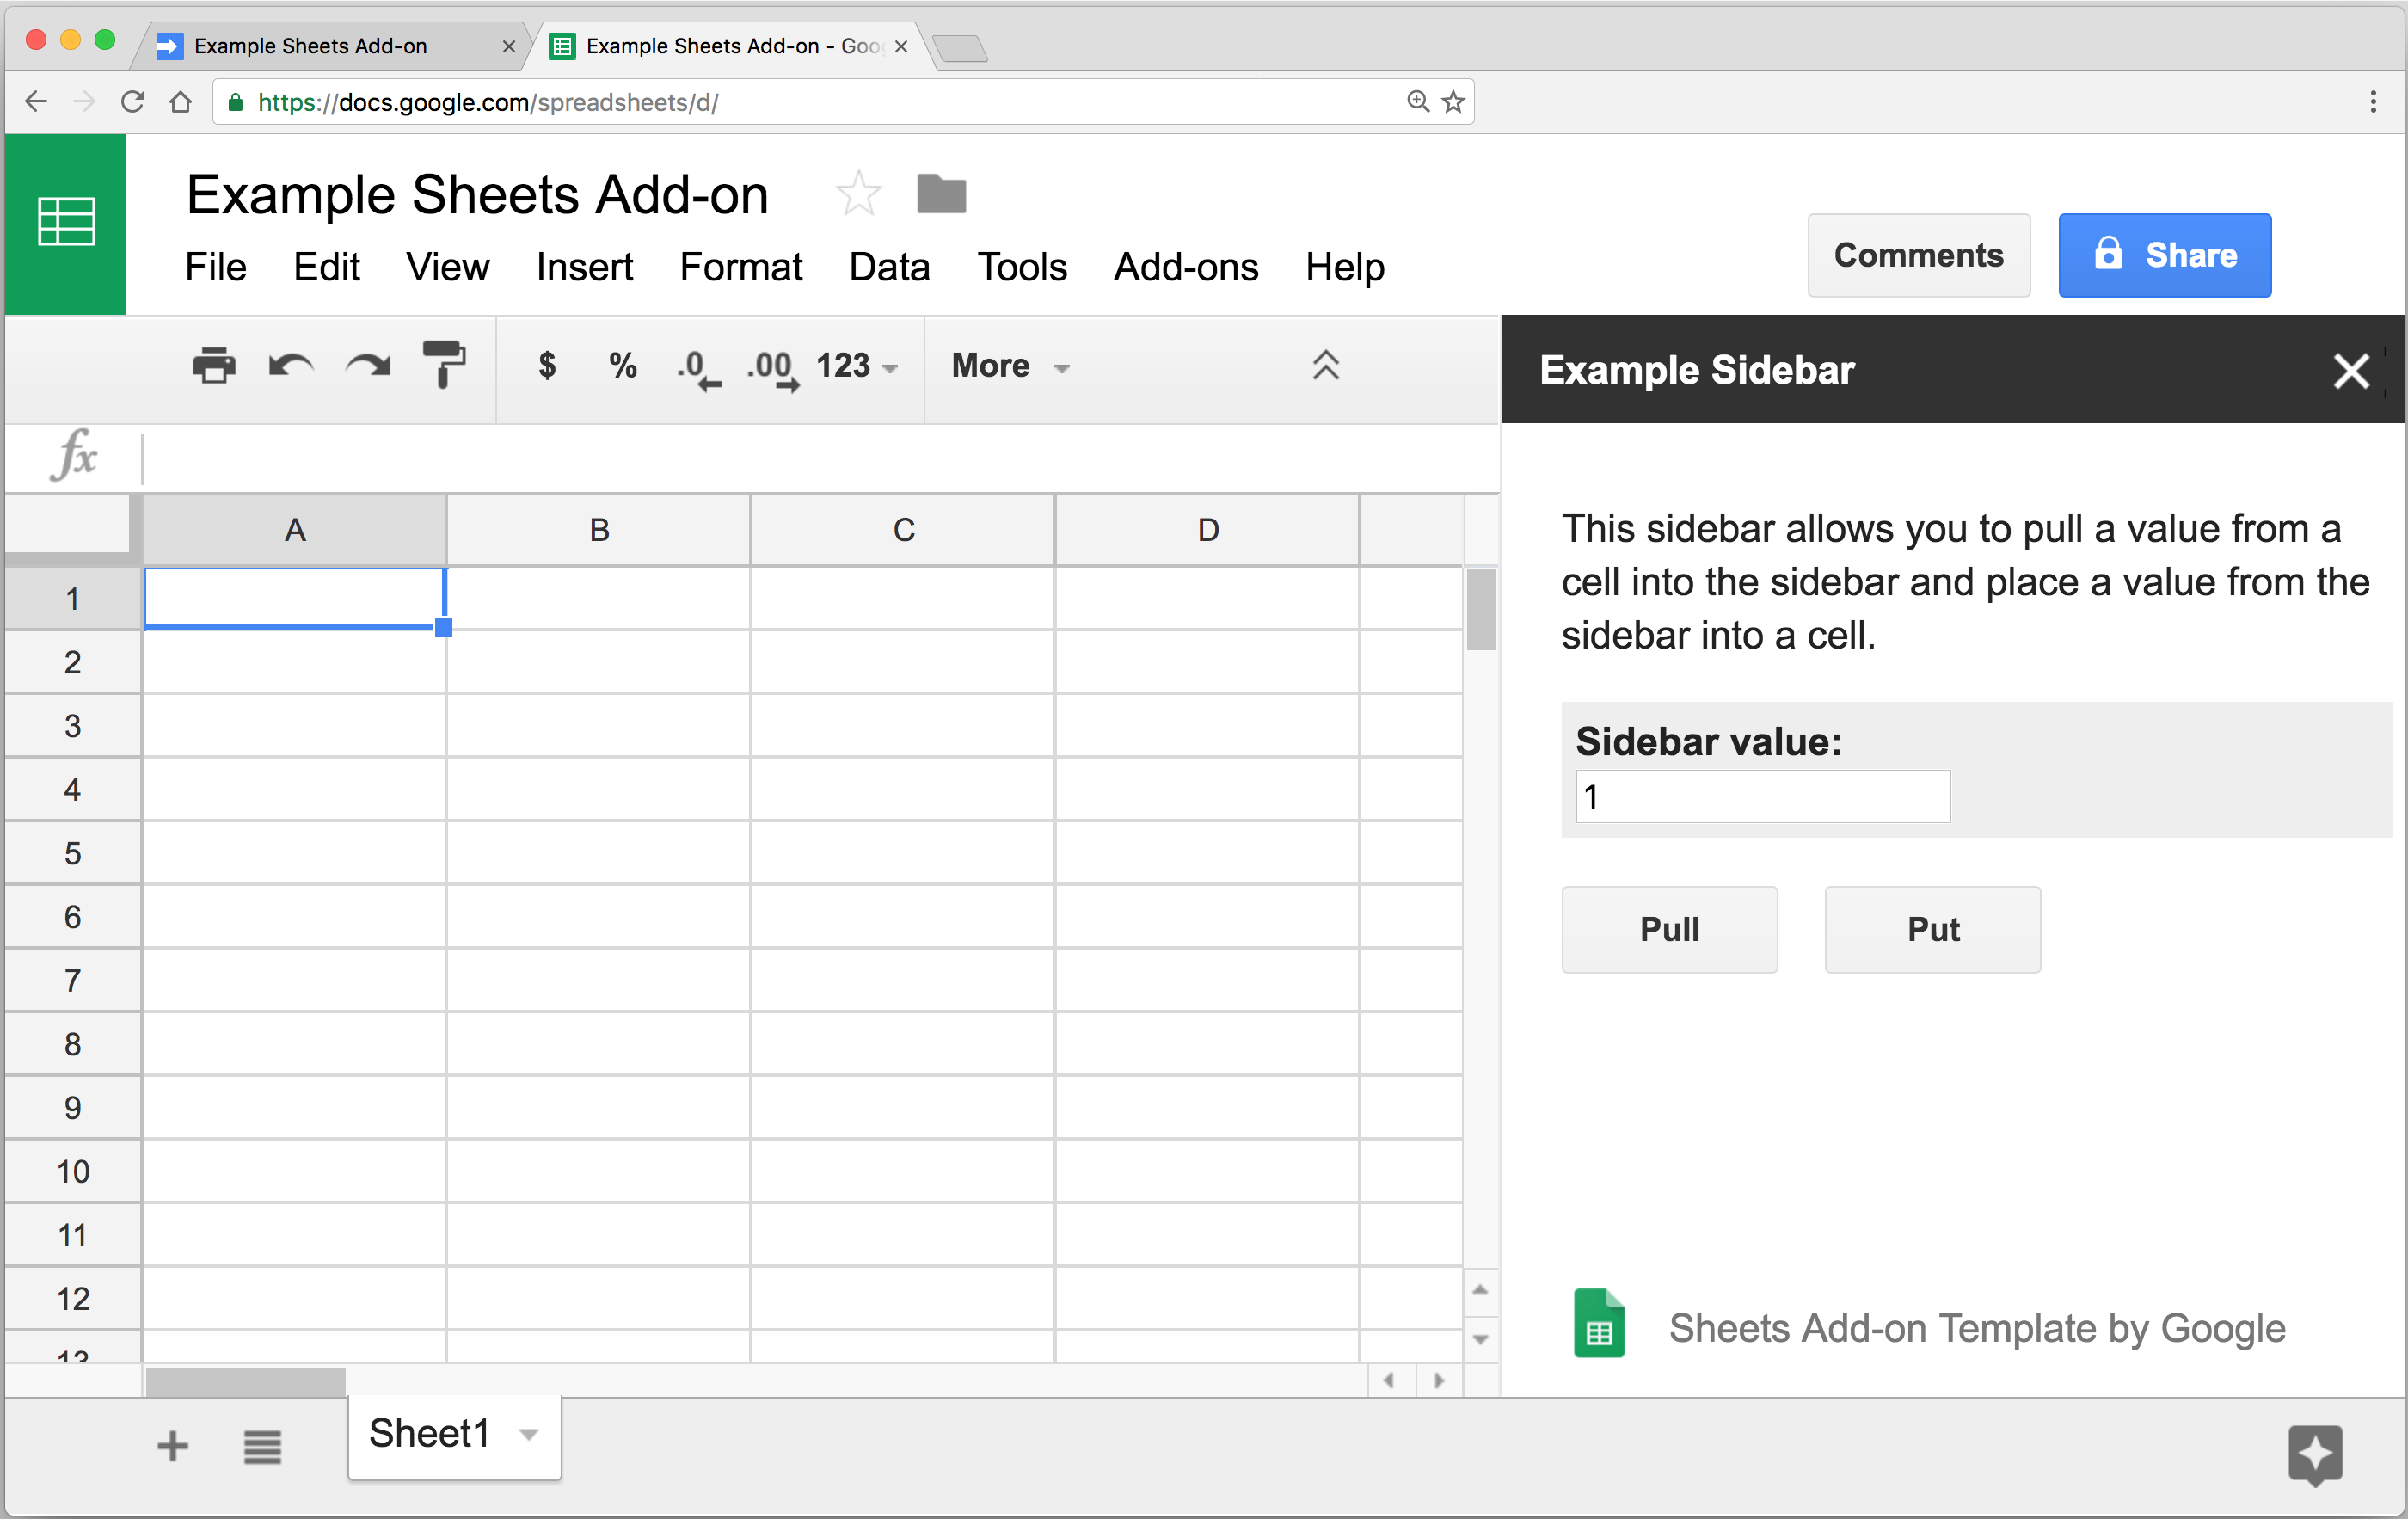 Example Sheets Add-on
Example Sheets Add-on - Goo
https://docs.google.com/spreadsheets/d/
Example Sheets Add-on
File Edit View Insert Format Data Tools Add-ons Help
Comments
Share
$ % .0 .00 123 More
Example Sidebar
fx
This sidebar allows you to pull a value from a
cell into the sidebar and place a value from the
sidebar into a cell.
Sidebar value:
1
Pull Put
A B C D
1
2
3
4
5
6
7
8
9
10
11
12
13
Sheets Add-on Template by Google
Sheet1